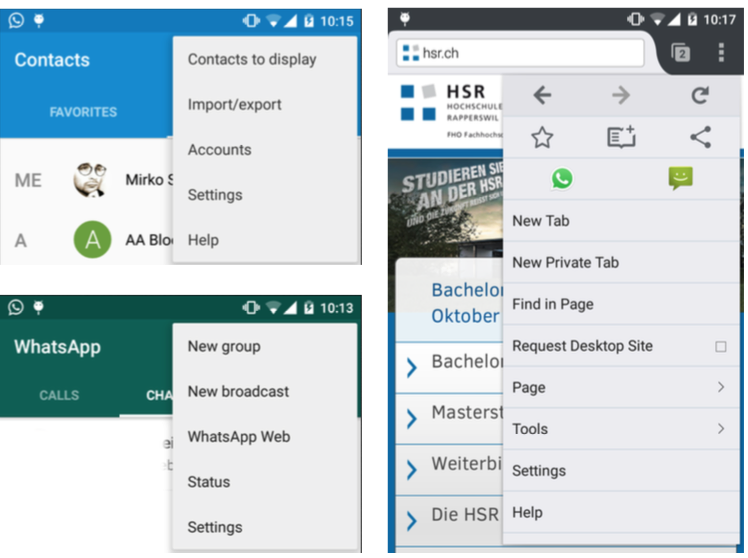 10:15
Contacts
FAVORITES
ME
Mirko S
A
A
AA Blo
Contacts to display
Import/export
Accounts
Settings
Help
10:13
WhatsApp
CALLS
CHA
New group
New broadcast
WhatsApp Web
Status
Settings
10:17
hsr.ch
2
HSR
HOCHSCHULE
RAPPERSWIL
FHO Fachhochs
STUDIEREN SIE
AN DER HSR
Bachelor
Oktober
Bachelor
Masterst
Weiterbi
Die HSR
New Tab
New Private Tab
Find in Page
Request Desktop Site
Page
Tools
Settings
Help